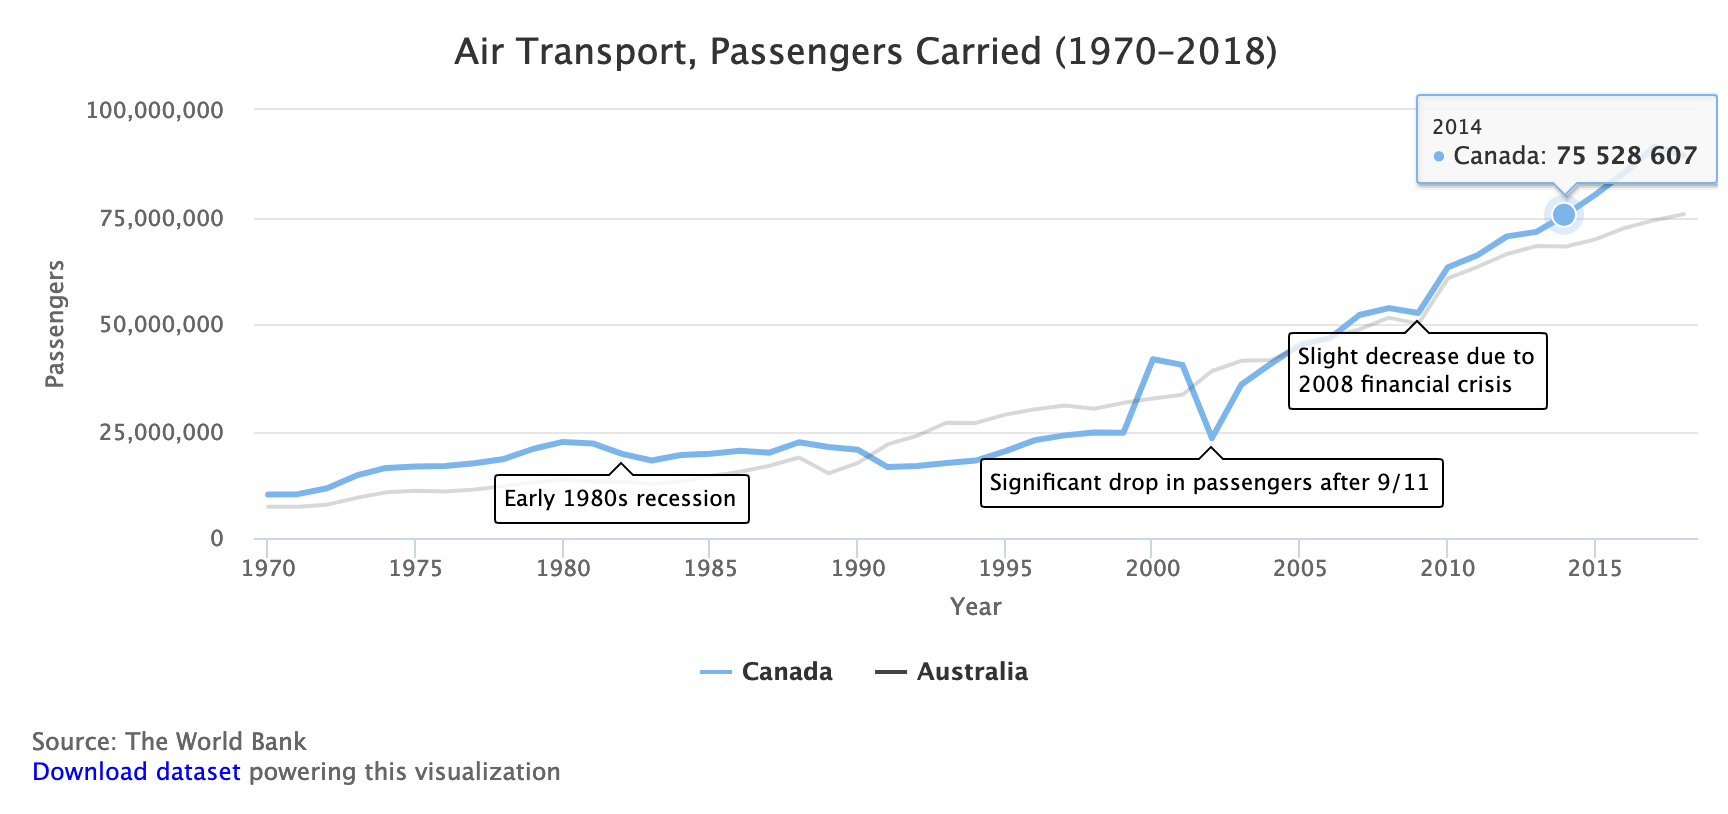 Air Transport, Passengers Carried (1970–2018)
100,000,000
75,000,000
50,000,000
25,000,000
0
Passengers
2014
Canada: 75 528 607
Slight decrease due to
2008 financial crisis
Significant drop in passengers after 9/11
Early 1980s recession
1970 1975 1980 1985 1990 1995 2000 2005 2010 2015
Year
Canada Australia
Source: The World Bank
Download dataset powering this visualization